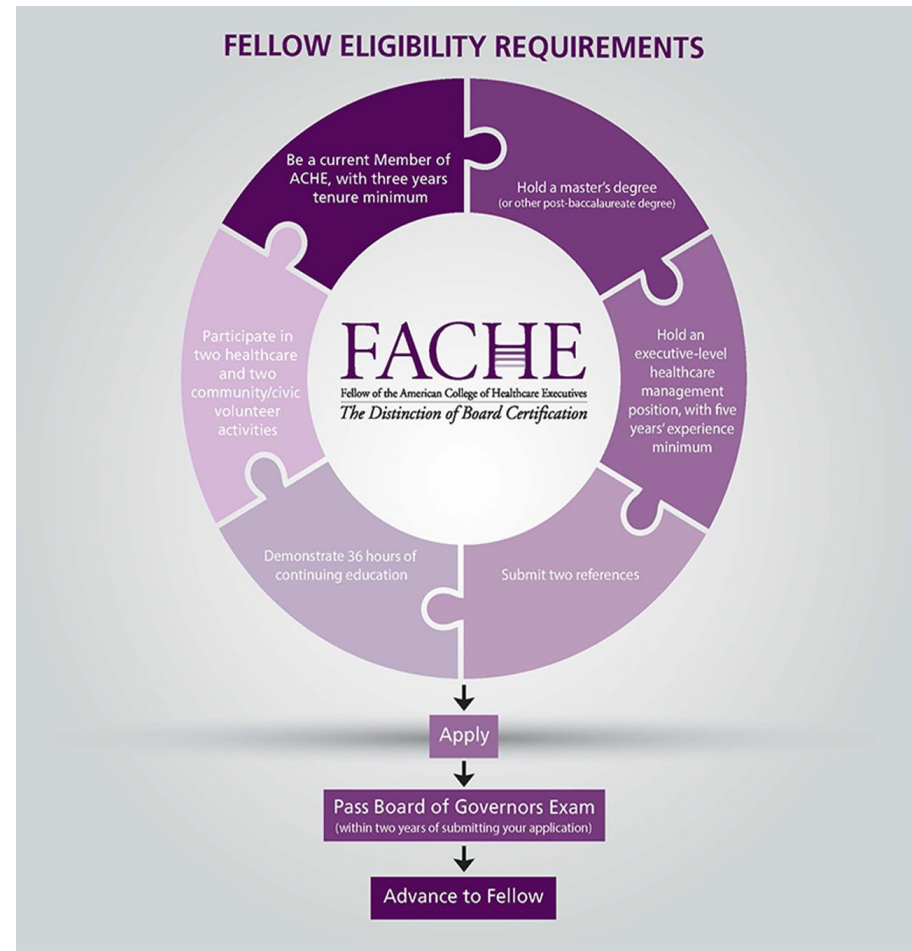 FELLOW ELIGIBILITY REQUIREMENTS
Be a current Member of
ACHE, with three years
tenure minimum
Hold a master's degree
(or other post-baccalaureate degree)
Hold an
executive-level
healthcare
management
position, with five
years' experience
minimum
Submit two references
Demonstrate 36 hours of
continuing education
Participate in
two healthcare
and two
community/civic
volunteer
activities
FACHE
Fellow of the American College of Healthcare Executives
The Distinction of Board Certification
Apply
Pass Board of Governors Exam
(within two years of submitting your application)
Advance to Fellow